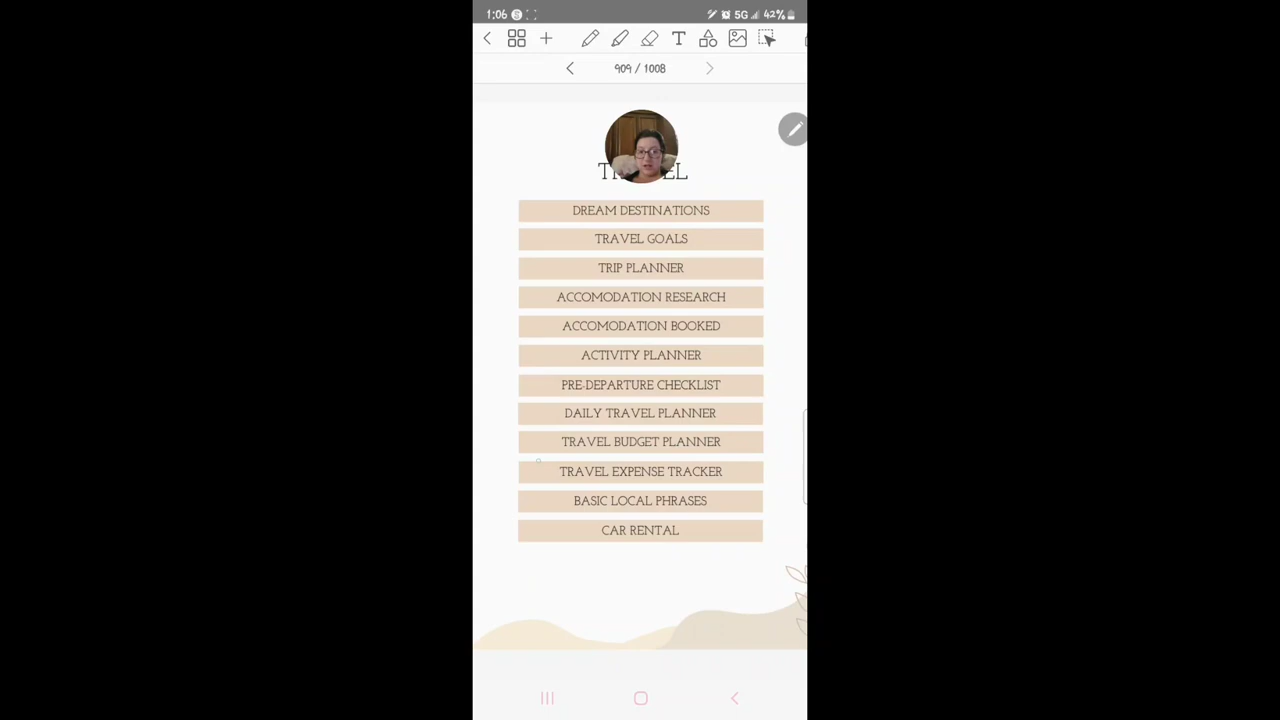 1:06 5G 42%
909 / 1008
DREAM DESTINATIONS
TRAVEL GOALS
TRIP PLANNER
ACCOMODATION RESEARCH
ACCOMODATION BOOKED
ACTIVITY PLANNER
PRE-DEPARTURE CHECKLIST
DAILY TRAVEL PLANNER
TRAVEL BUDGET PLANNER
TRAVEL EXPENSE TRACKER
BASIC LOCAL PHRASES
CAR RENTAL